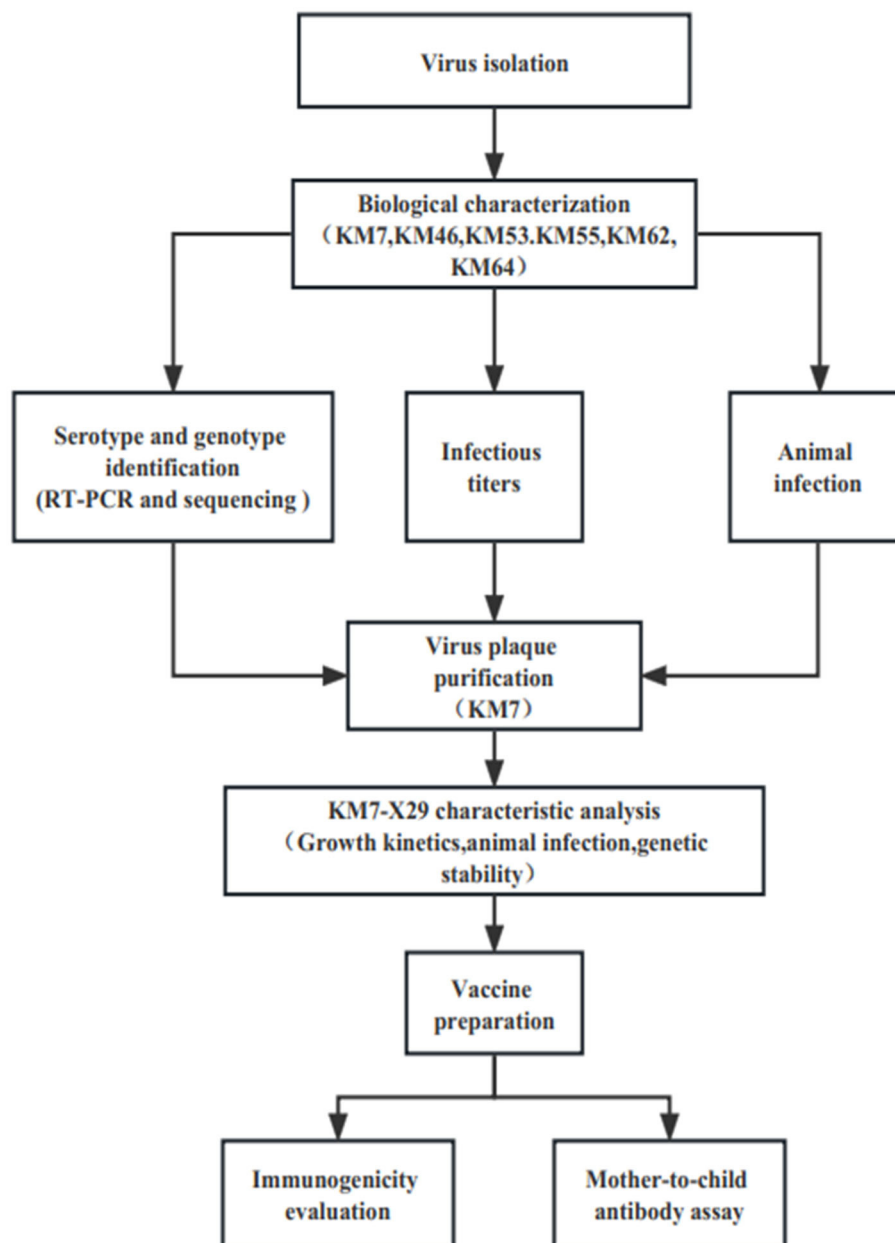 Virus isolation
Biological characterization
（KM7,KM46,KM53.KM55,KM62,
KM64）
Serotype and genotype
identification
(RT-PCR and sequencing )
Infectious
titers
Animal
infection
Virus plaque
purification
（KM7）
KM7-X29 characteristic analysis
（Growth kinetics,animal infection,genetic
stability）
Vaccine
preparation
Immunogenicity
evaluation
Mother-to-child
antibody assay